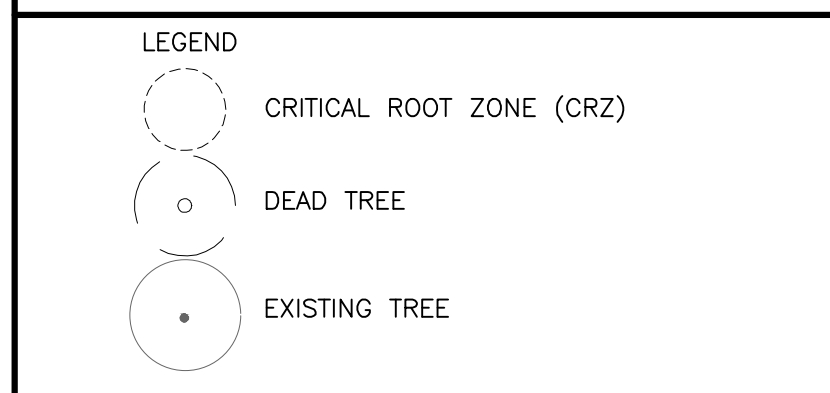 LEGEND
CRITICAL ROOT ZONE (CRZ)
DEAD TREE
EXISTING TREE